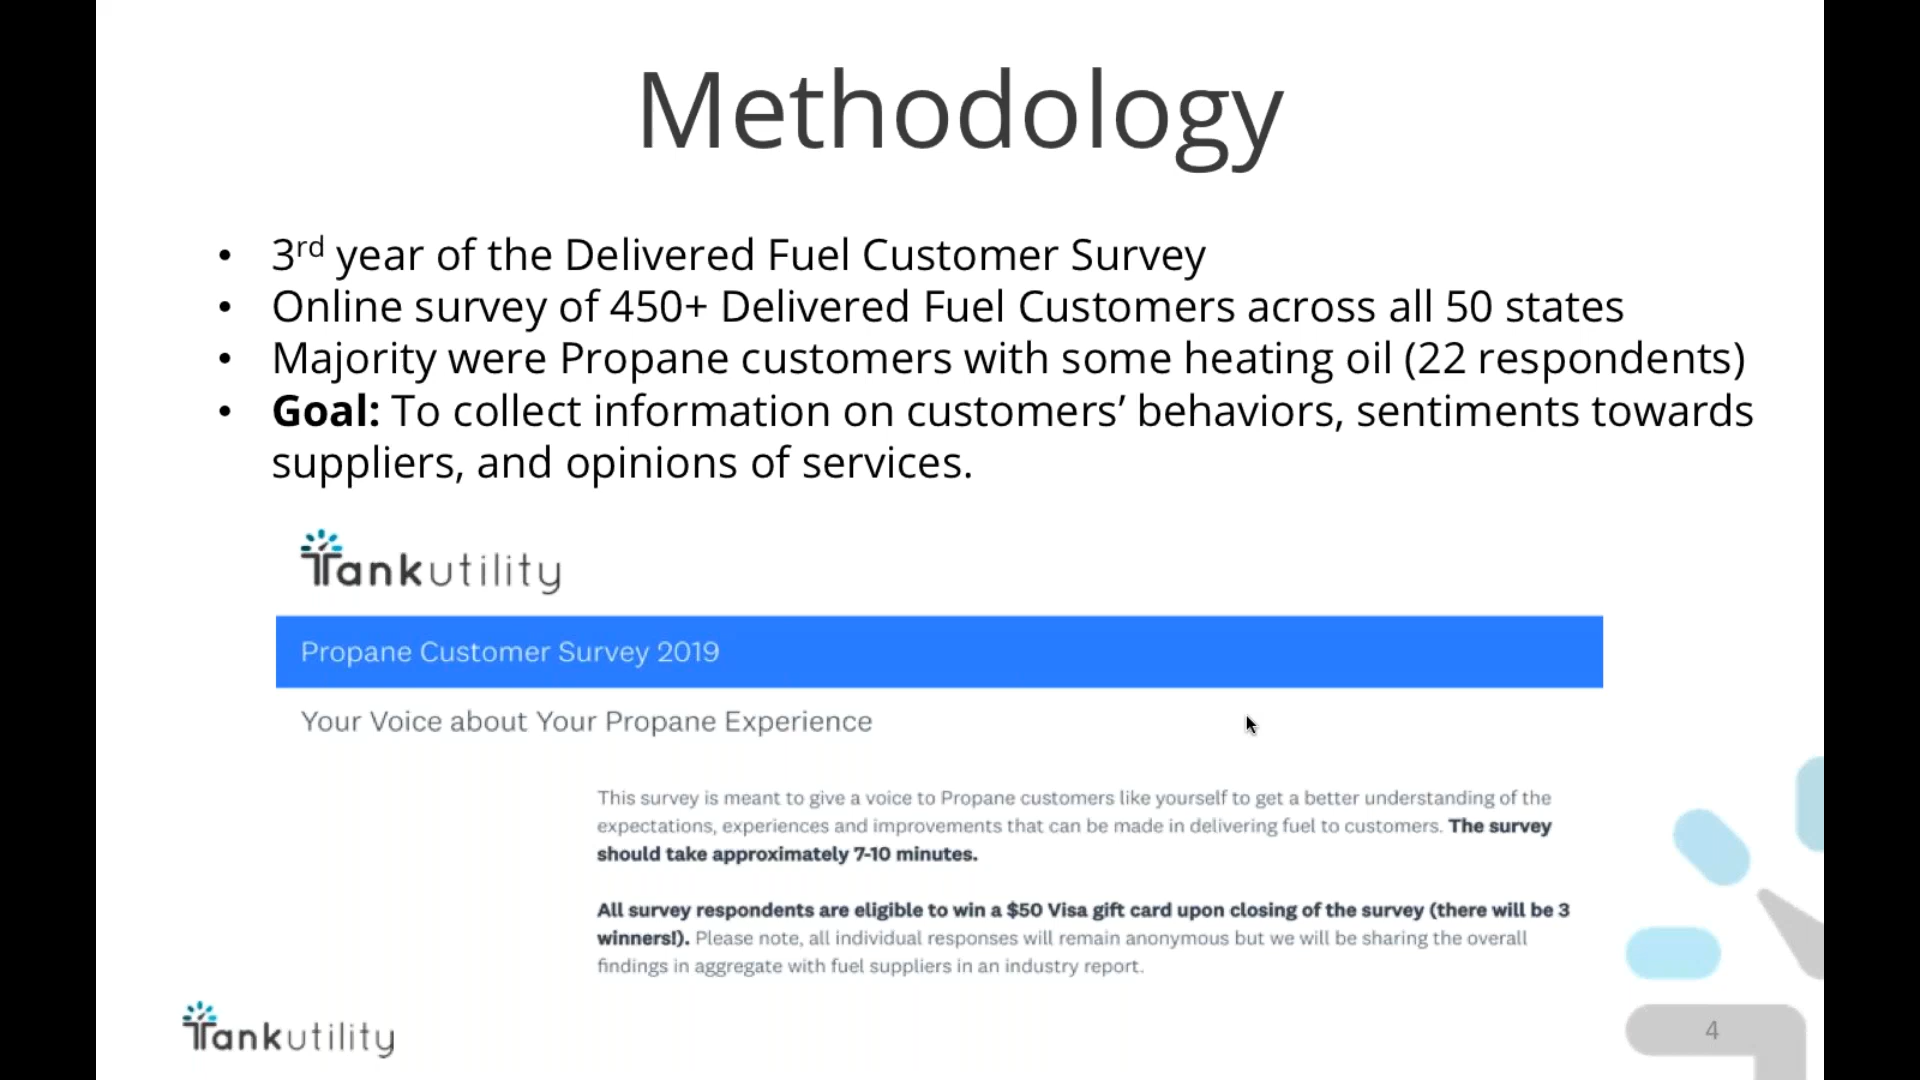 Methodology
• 3rd year of the Delivered Fuel Customer Survey
• Online survey of 450+ Delivered Fuel Customers across all 50 states
• Majority were Propane customers with some heating oil (22 respondents)
• Goal: To collect information on customers’ behaviors, sentiments towards
suppliers, and opinions of services.
Tankutility
Propane Customer Survey 2019
Your Voice about Your Propane Experience
This survey is meant to give a voice to Propane customers like yourself to get a better understanding of the
expectations, experiences and improvements that can be made in delivering fuel to customers. The survey
should take approximately 7-10 minutes.
All survey respondents are eligible to win a $50 Visa gift card upon closing of the survey (there will be 3
winners!). Please note, all individual responses will remain anonymous but we will be sharing the overall
findings in aggregate with fuel suppliers in an industry report.
Tankutility
4